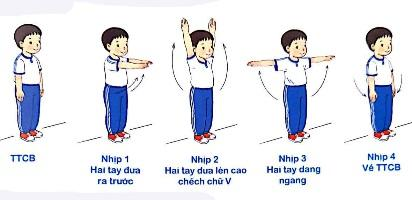 TTCB
Nhịp 1
Hai tay đưa
ra trước
Nhịp 2
Hai tay đưa lên cao
chếch chữ V
Nhịp 3
Hai tay dang
ngang
Nhịp 4
Về TTCB